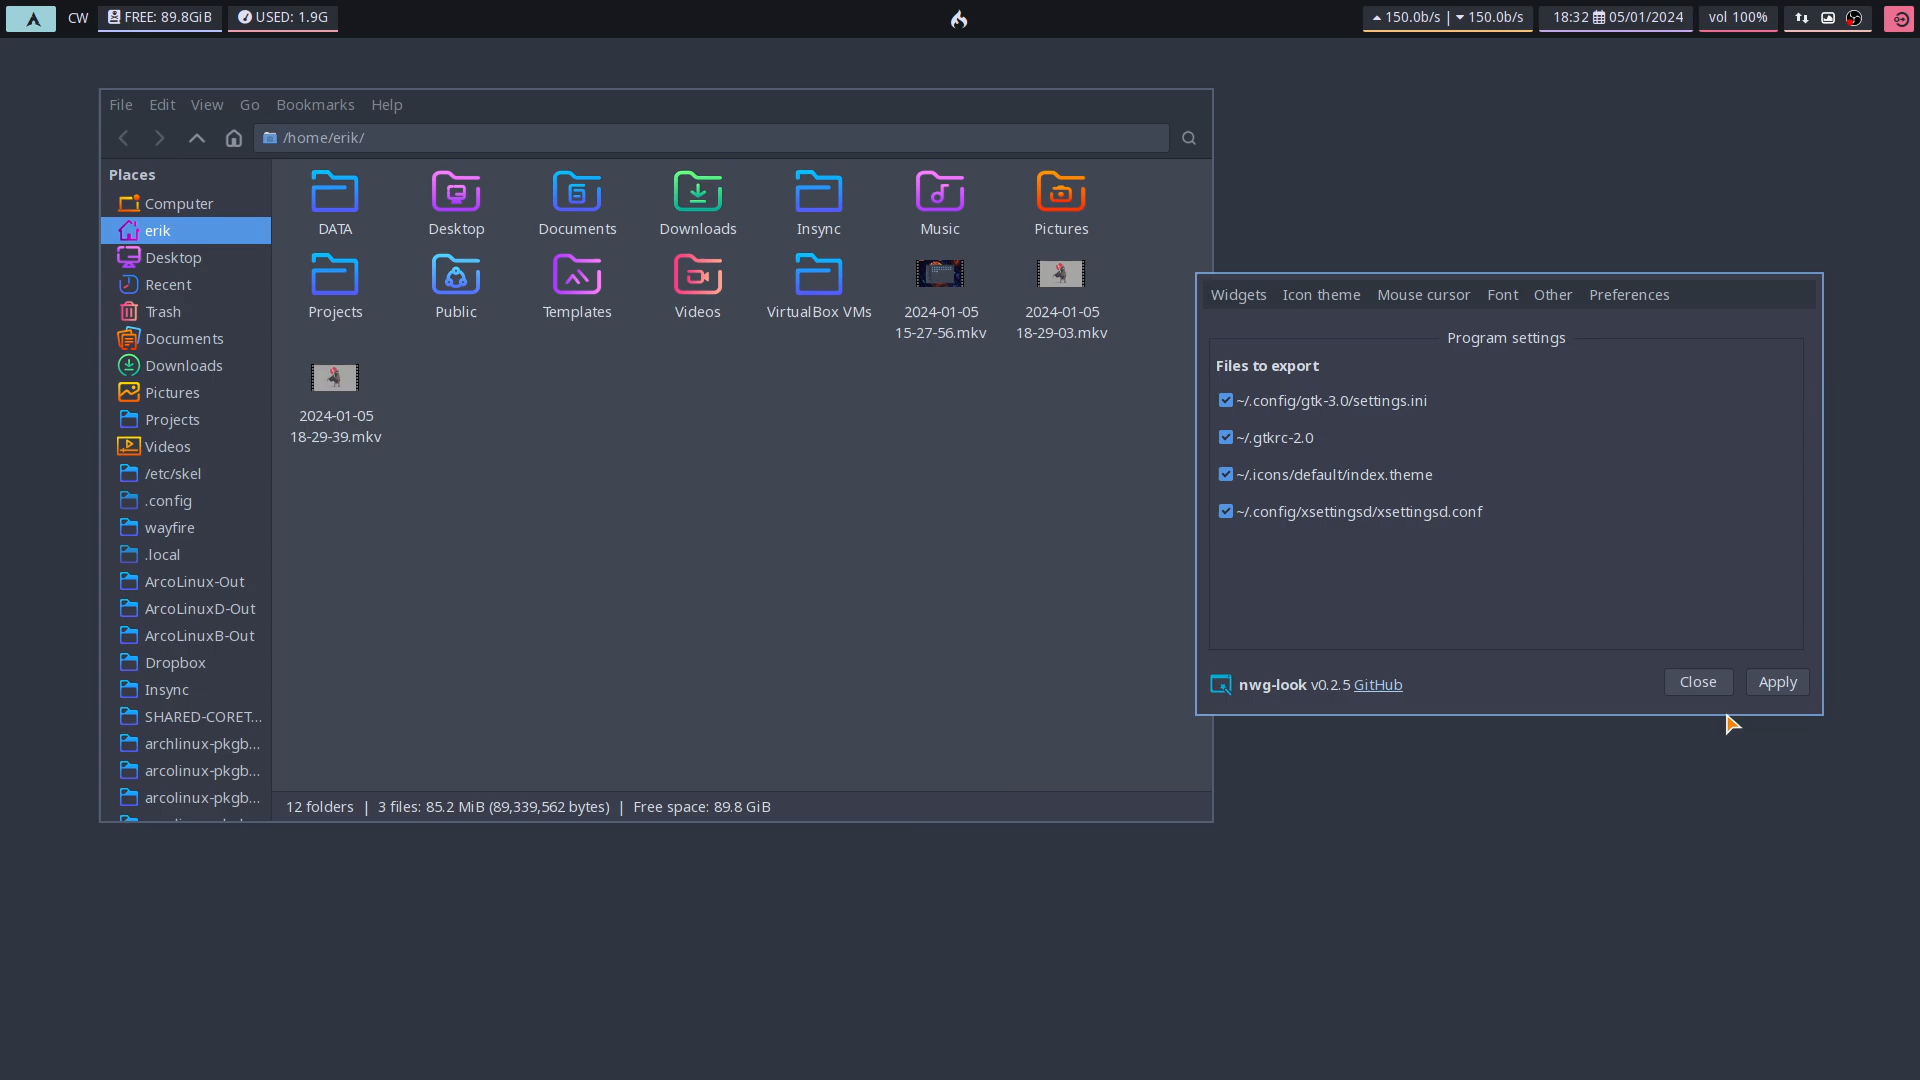 CW FREE: 89.8GiB USED: 1.9G 150.0b/s | 150.0b/s 18:32 05/01/2024 vol 100%
File Edit View Go Bookmarks Help
/home/erik/
Places
Computer
erik
Desktop
Recent
Trash
Documents
Downloads
Pictures
Projects
Videos
/etc/skel
.config
wayfire
.local
ArcoLinux-Out
ArcoLinuxD-Out
ArcoLinuxB-Out
Dropbox
Insync
SHARED-CORET...
archlinux-pkgb...
arcolinux-pkgb...
arcolinux-pkgb...
DATA Desktop Documents Downloads Insync Music Pictures
Projects Public Templates Videos VirtualBox VMs 2024-01-05 2024-01-05
15-27-56.mkv 18-29-03.mkv
2024-01-05
18-29-39.mkv
12 folders | 3 files: 85.2 MiB (89,339,562 bytes) | Free space: 89.8 GiB
Widgets Icon theme Mouse cursor Font Other Preferences
Program settings
Files to export
~/.config/gtk-3.0/settings.ini
~/.gtkrc-2.0
~/.icons/default/index.theme
~/.config/xsettingsd/xsettingsd.conf
nwg-look v0.2.5 GitHub Close Apply